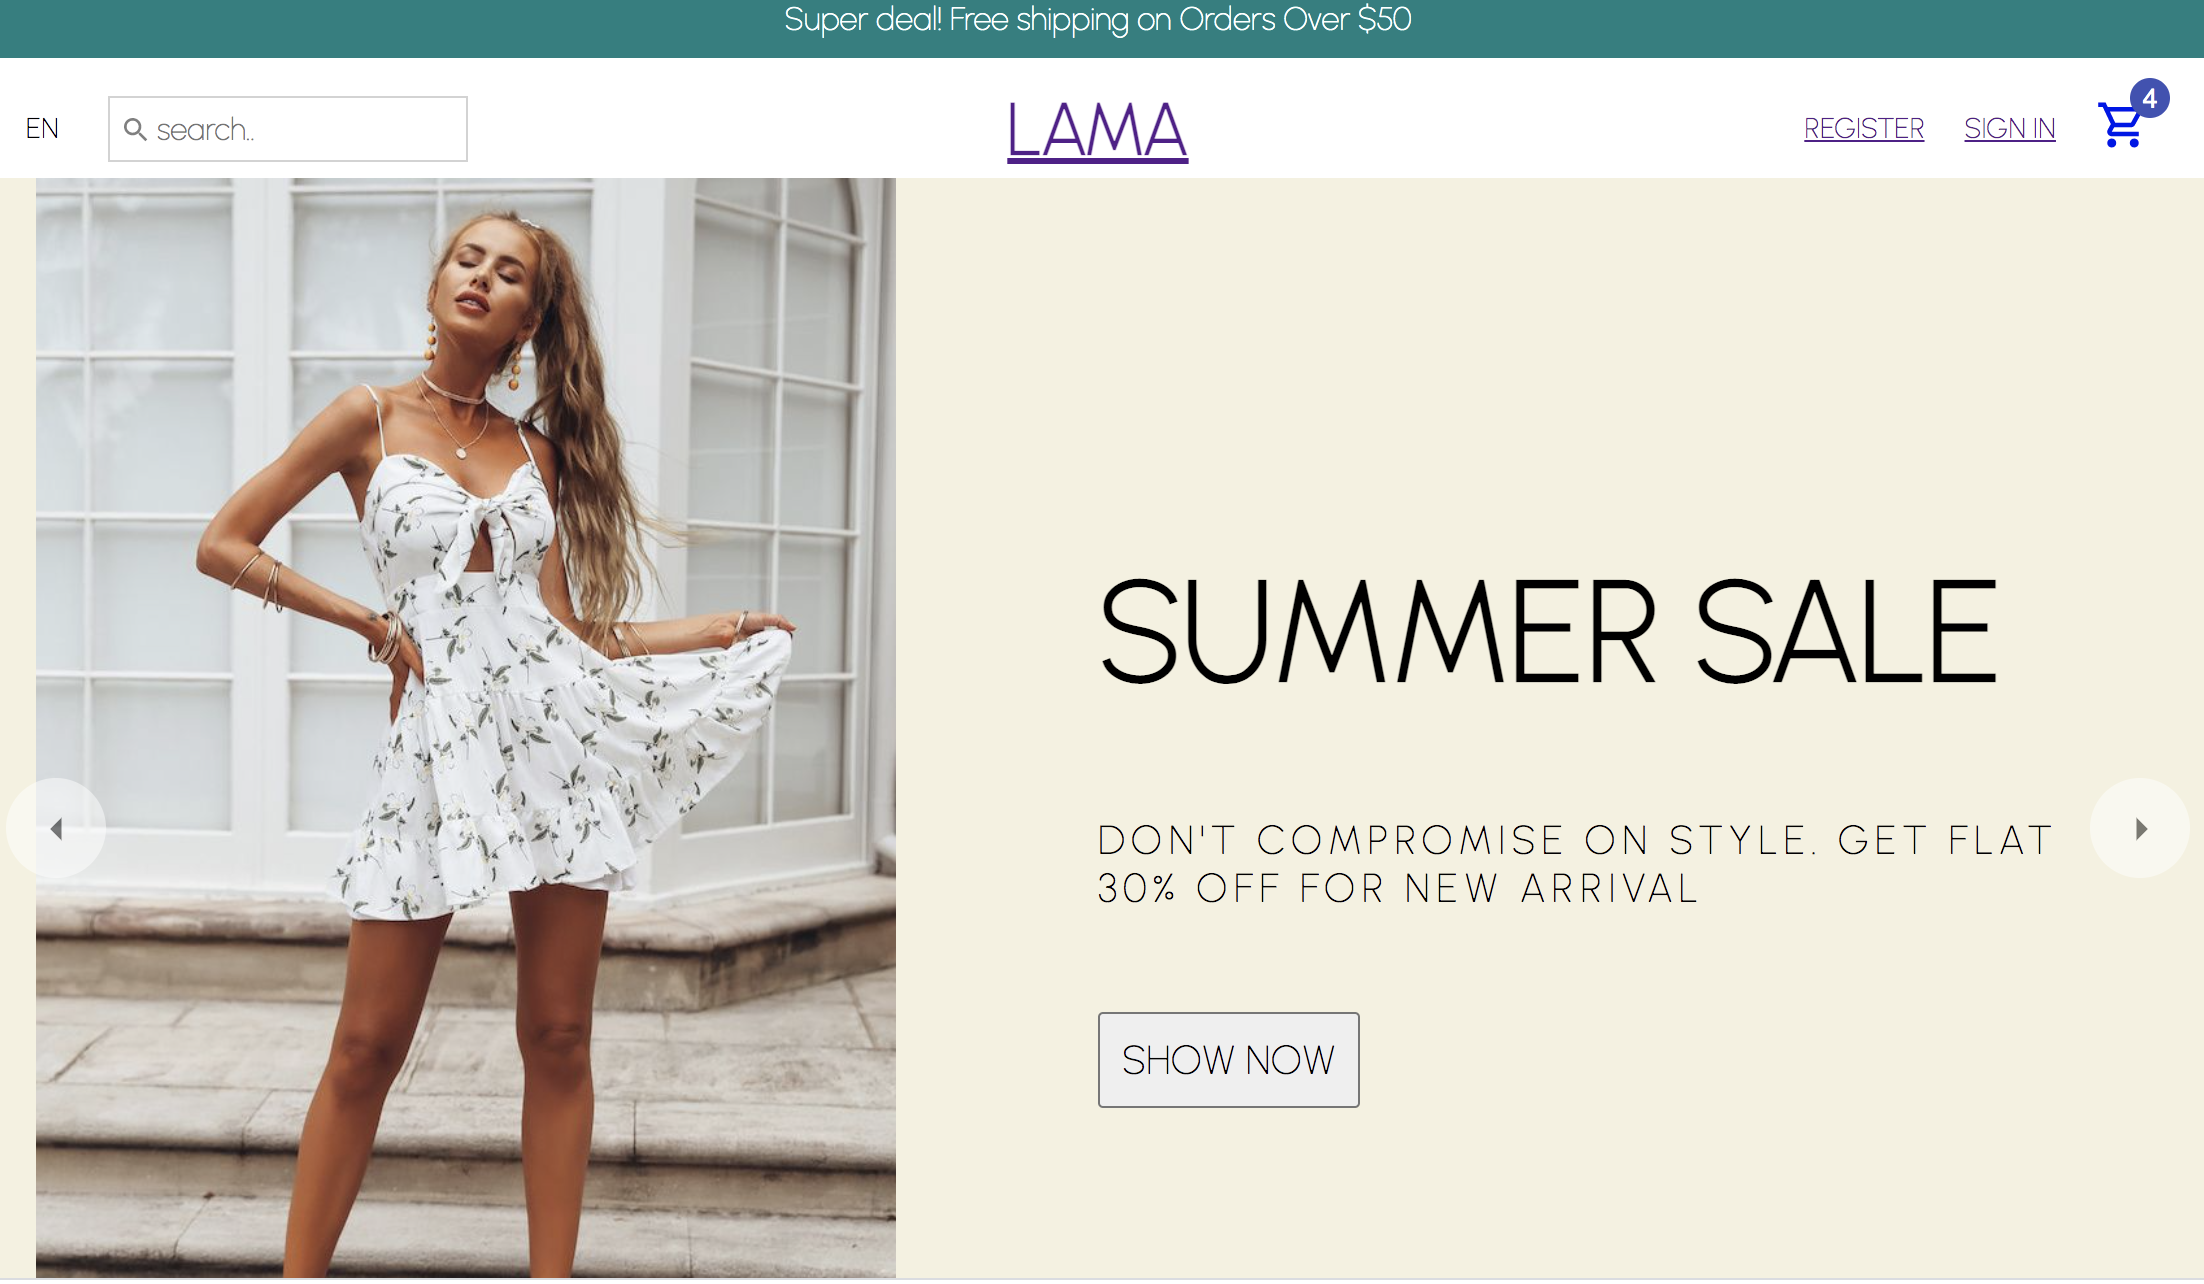 Super deal! Free shipping on Orders Over $50
EN
search..
LAMA
REGISTER
SIGN IN
4
SUMMER SALE
DON'T COMPROMISE ON STYLE. GET FLAT
30% OFF FOR NEW ARRIVAL
SHOW NOW